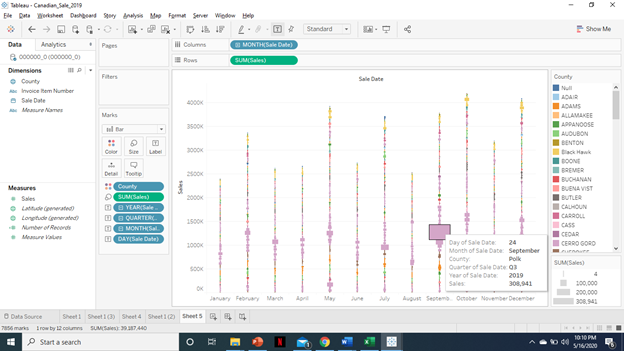 Tableau - Canadian_Sale_2019
File Data Worksheet Dashboard Story Analysis Map Format Server Window Help
Standard
Show Me
Data Analytics
000000_0 (000000_0)
Dimensions
County
Invoice Item Number
Sale Date
Measure Names
Measures
Sales
Latitude (generated)
Longitude (generated)
Number of Records
Measure Values
Pages
Filters
Marks
Bar
Color Size Label
Detail Tooltip
County
SUM(Sales)
YEAR(Sale ..
QUARTER(..
MONTH(Sal..
DAY(Sale Date)
Columns MONTH(Sale Date)
Rows SUM(Sales)
Sale Date
Sales
4000K
3500K
3000K
2500K
2000K
1500K
1000K
500K
0K
January February March April May June July August Septemb.. October November December
Day of Sale Date: 24
Month of Sale Date: September
County: Polk
Quarter of Sale Date: Q3
Year of Sale Date: 2019
Sales: 308,941
County
Null
ADAIR
ADAMS
ALLAMAKEE
APPANOOSE
AUDUBON
BENTON
Black Hawk
BOONE
BREMER
BUCHANAN
BUENA VIST
BUTLER
CALHOUN
CARROLL
CASS
CEDAR
CERRO GORD
SUM(Sales)
4
100,000
200,000
308,941
Data Source Sheet 1 Sheet 1 (3) Sheet 4 Sheet 1 (2) Sheet 5
7856 marks 1 row by 12 columns SUM(Sales): 39,187,440
Start a search
10:10 PM
5/16/2020